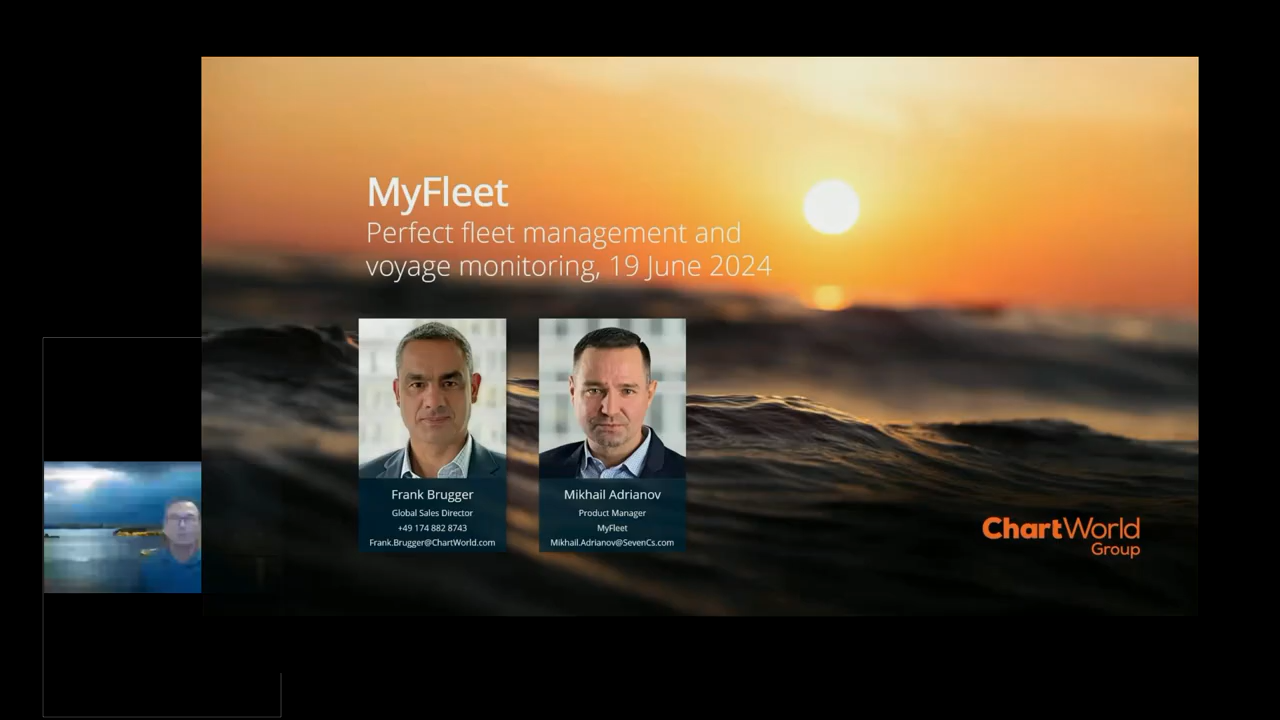 MyFleet
Perfect fleet management and
voyage monitoring, 19 June 2024
Frank Brugger
Global Sales Director
+49 174 882 8743
Frank.Brugger@ChartWorld.com
Mikhail Adrianov
Product Manager
MyFleet
Mikhail.Adrianov@SevenCs.com
ChartWorld
Group